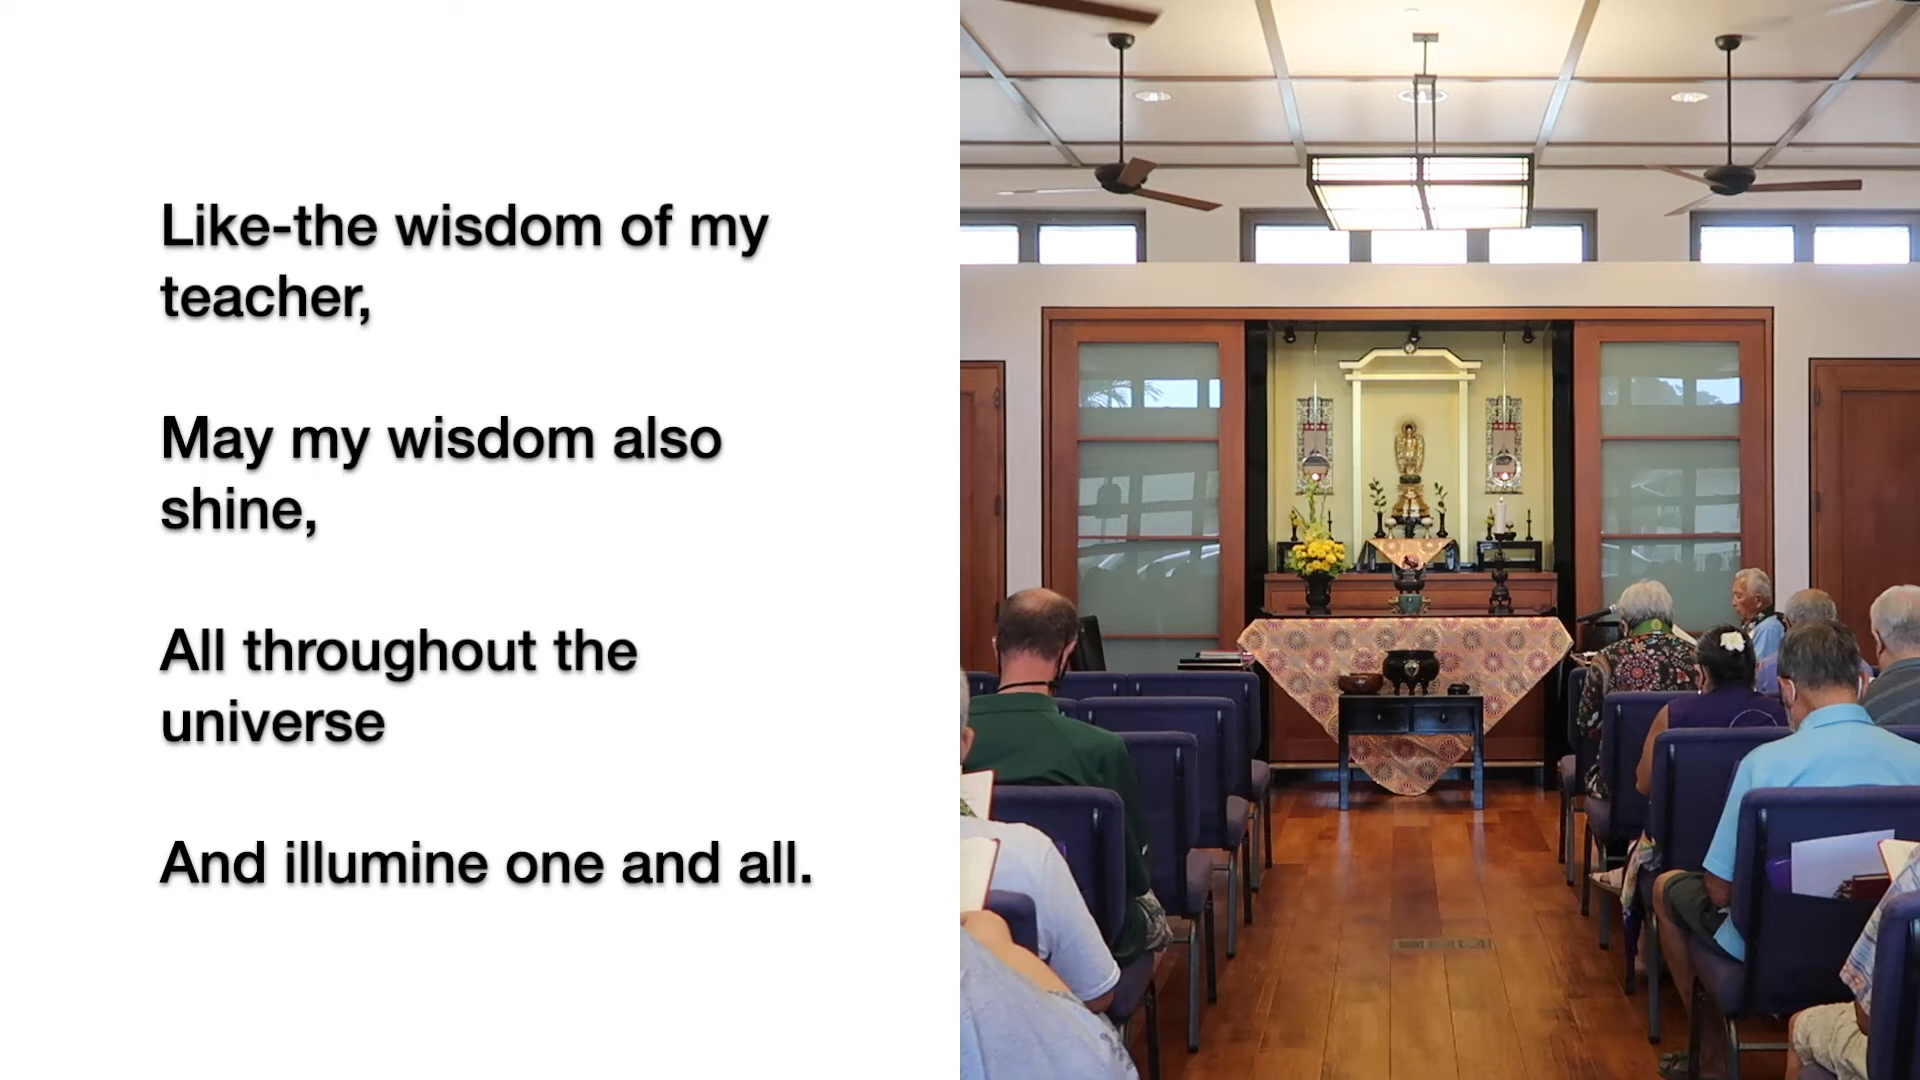 Like-the wisdom of my
teacher,
May my wisdom also
shine,
All throughout the
universe
And illumine one and all.